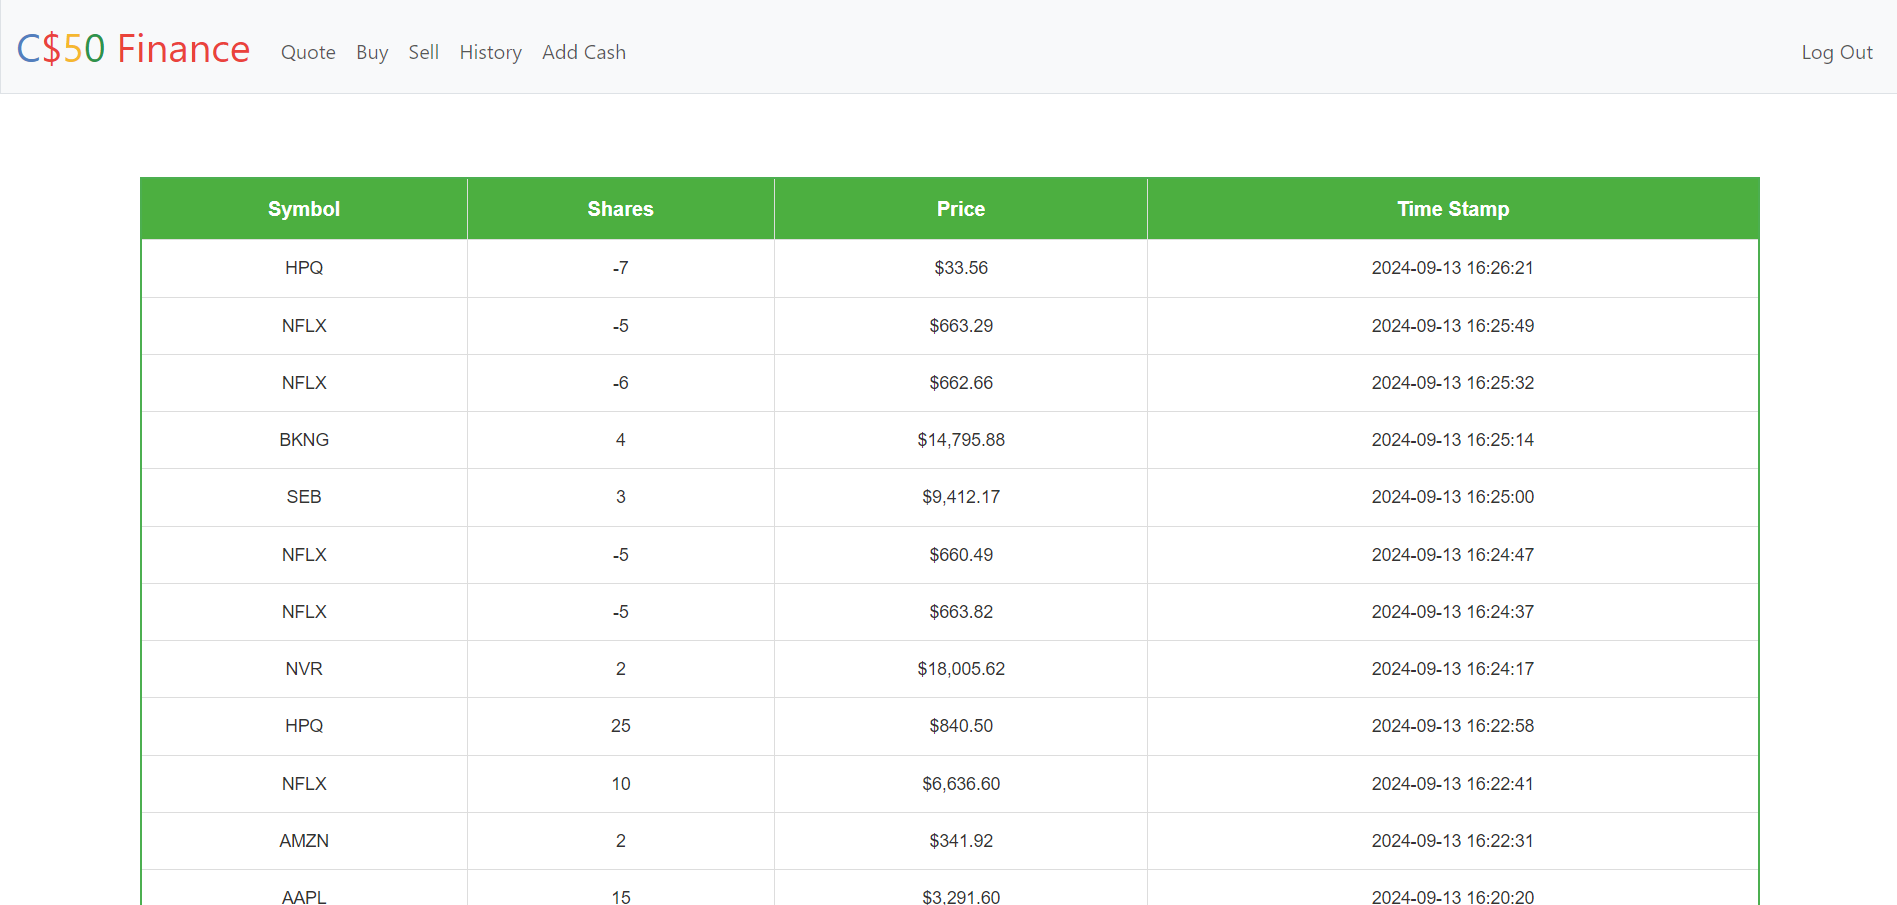 C$50 Finance Quote Buy Sell History Add Cash Log Out
Symbol Shares Price Time Stamp
HPQ -7 $33.56 2024-09-13 16:26:21
NFLX -5 $663.29 2024-09-13 16:25:49
NFLX -6 $662.66 2024-09-13 16:25:32
BKNG 4 $14,795.88 2024-09-13 16:25:14
SEB 3 $9,412.17 2024-09-13 16:25:00
NFLX -5 $660.49 2024-09-13 16:24:47
NFLX -5 $663.82 2024-09-13 16:24:37
NVR 2 $18,005.62 2024-09-13 16:24:17
HPQ 25 $840.50 2024-09-13 16:22:58
NFLX 10 $6,636.60 2024-09-13 16:22:41
AMZN 2 $341.92 2024-09-13 16:22:31
AAPL 15 $3,291.60 2024-09-13 16:20:20